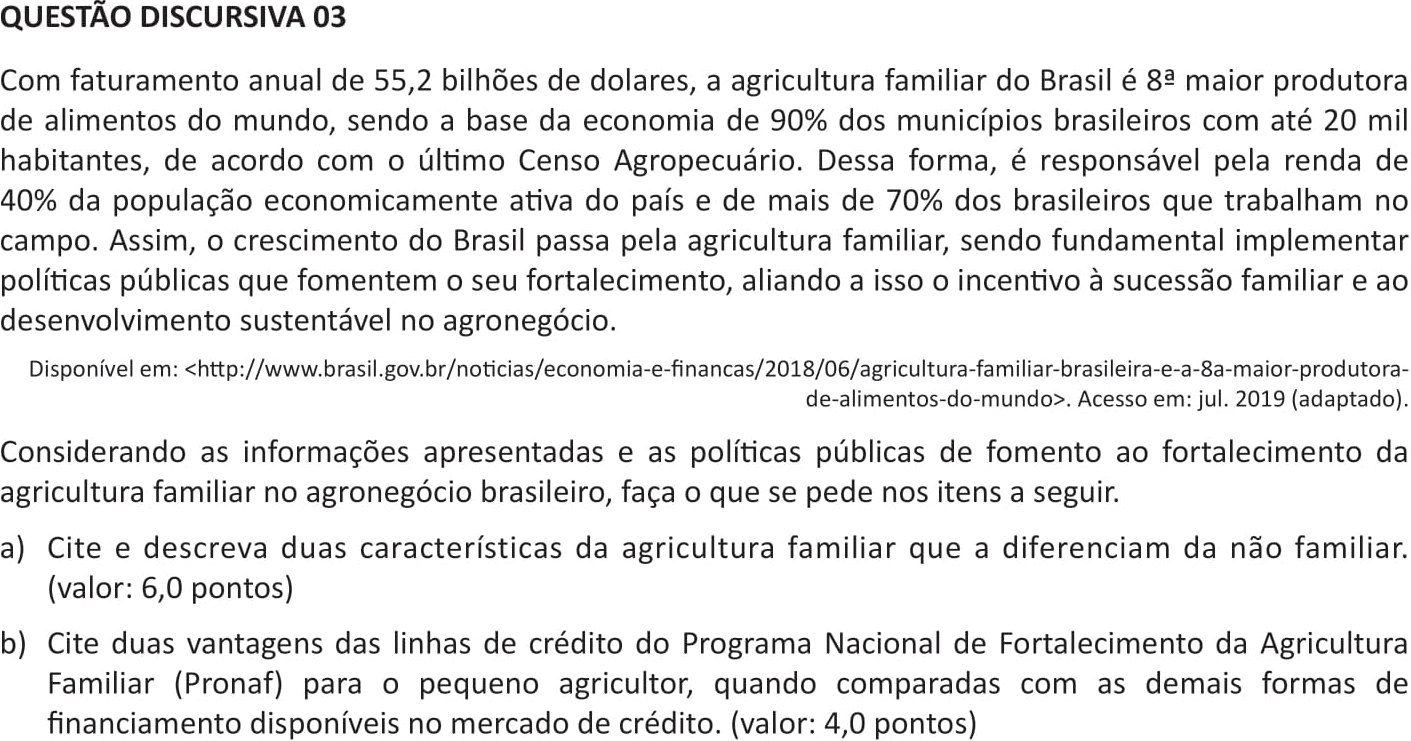 QUESTÃO DISCURSIVA 03
Com faturamento anual de 55,2 bilhões de dolares, a agricultura familiar do Brasil é 8ª maior produtora
de alimentos do mundo, sendo a base da economia de 90% dos municípios brasileiros com até 20 mil
habitantes, de acordo com o último Censo Agropecuário. Dessa forma, é responsável pela renda de
40% da população economicamente ativa do país e de mais de 70% dos brasileiros que trabalham no
campo. Assim, o crescimento do Brasil passa pela agricultura familiar, sendo fundamental implementar
políticas públicas que fomentem o seu fortalecimento, aliando a isso o incentivo à sucessão familiar e ao
desenvolvimento sustentável no agronegócio.
Disponível em: <http://www.brasil.gov.br/noticias/economia-e-financas/2018/06/agricultura-familiar-brasileira-e-a-8a-maior-produtora-
de-alimentos-do-mundo>. Acesso em: jul. 2019 (adaptado).
Considerando as informações apresentadas e as políticas públicas de fomento ao fortalecimento da
agricultura familiar no agronegócio brasileiro, faça o que se pede nos itens a seguir.
a) Cite e descreva duas características da agricultura familiar que a diferenciam da não familiar.
(valor: 6,0 pontos)
b) Cite duas vantagens das linhas de crédito do Programa Nacional de Fortalecimento da Agricultura
Familiar (Pronaf) para o pequeno agricultor, quando comparadas com as demais formas de
financiamento disponíveis no mercado de crédito. (valor: 4,0 pontos)